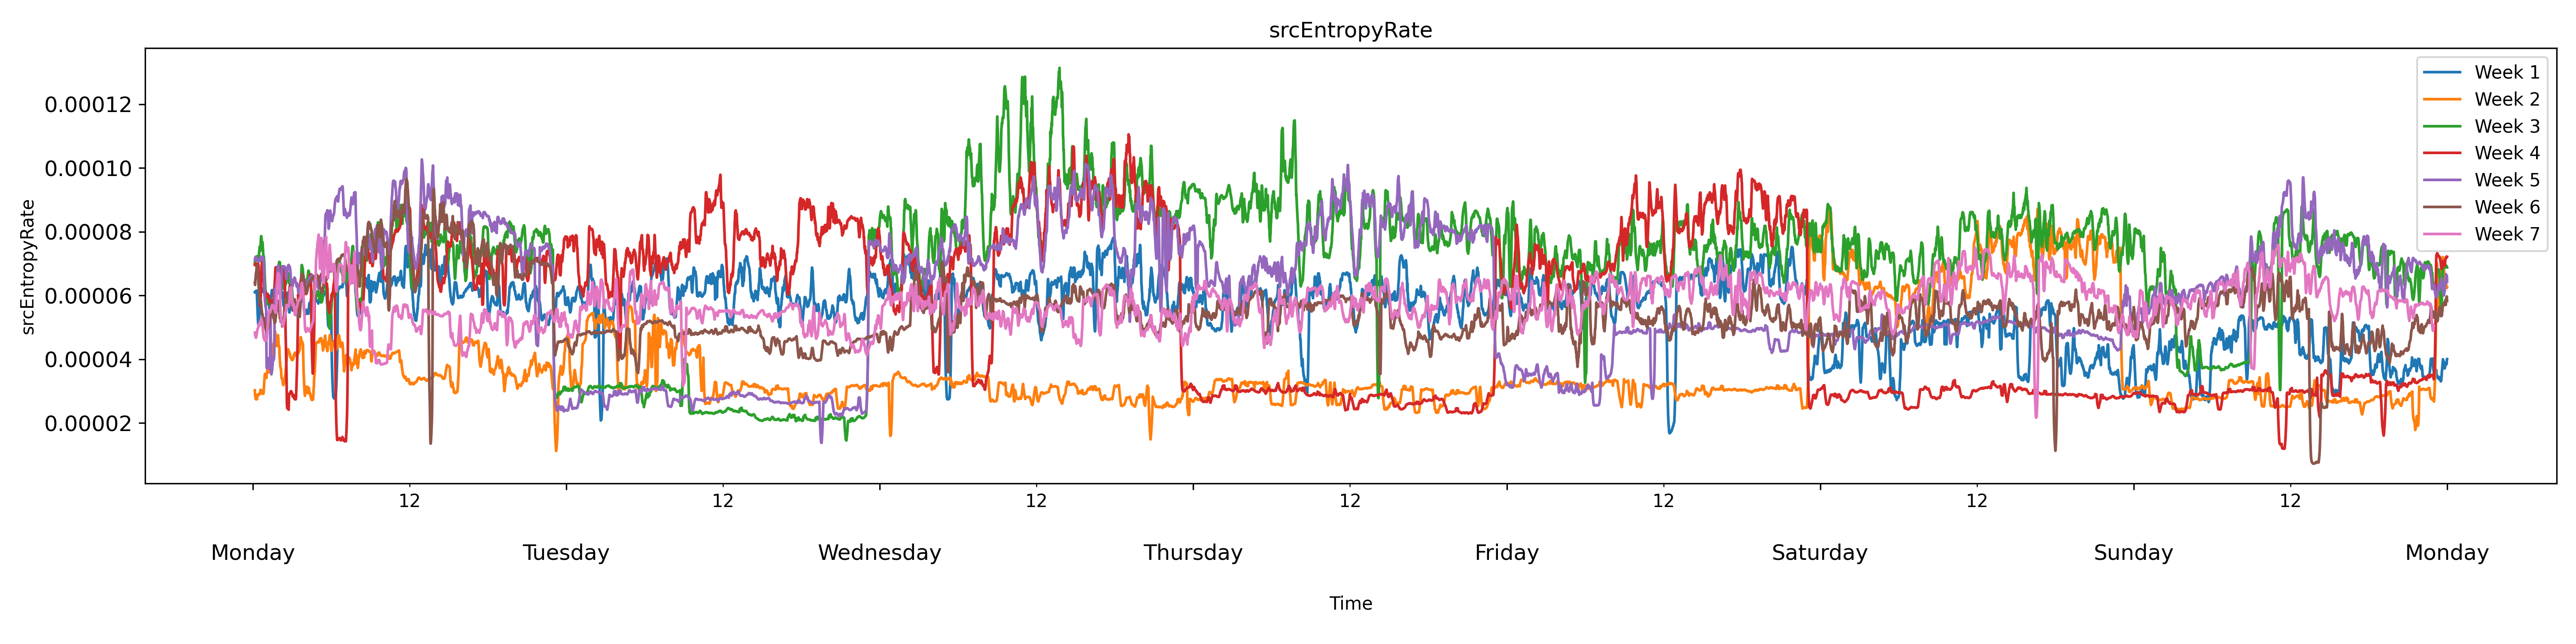 srcEntropyRate
Week 1
Week 2
Week 3
Week 4
Week 5
Week 6
Week 7
srcEntropyRate
0.00012
0.00010
0.00008
0.00006
0.00004
0.00002
12 12 12 12 12 12 12
Monday Tuesday Wednesday Thursday Friday Saturday Sunday Monday
Time